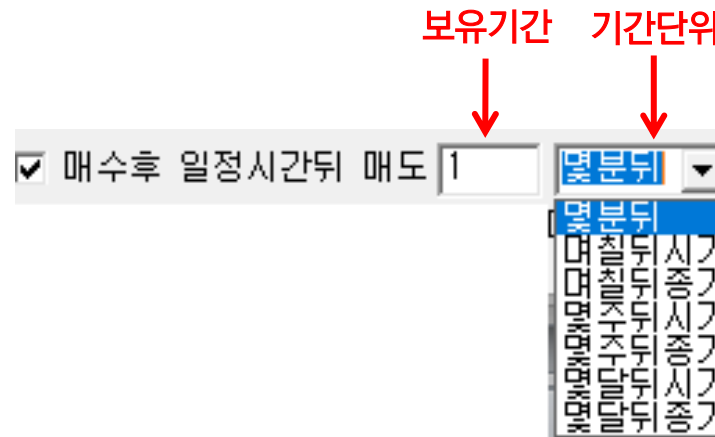 보유기간 기간단위
매수후 일정시간뒤 매도 1 몇분뒤
몇분뒤
며칠뒤시
며칠뒤종
몇주뒤시
몇주뒤종
몇달뒤시
몇달뒤종